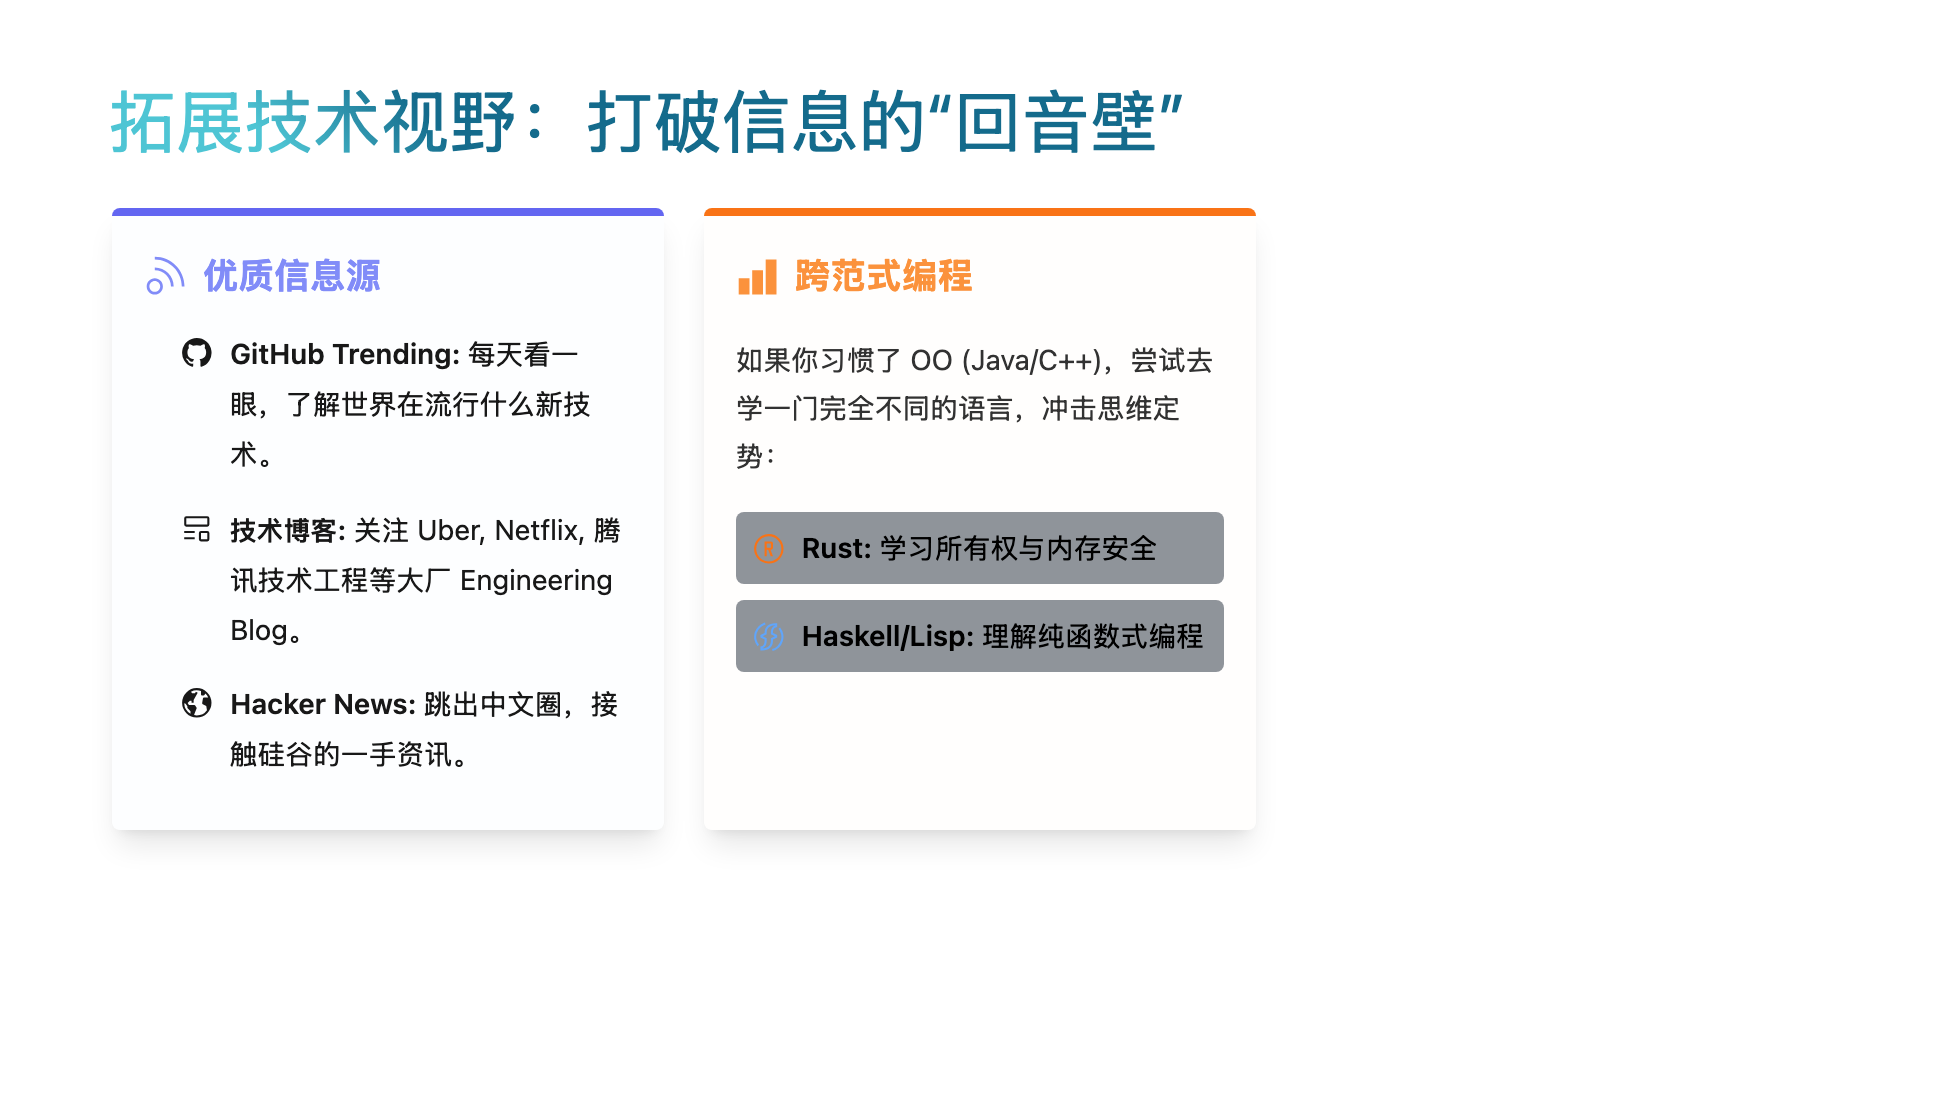 拓展技术视野：打破信息的“回音壁”
优质信息源
GitHub Trending: 每天看一
眼，了解世界在流行什么新技
术。
技术博客: 关注 Uber, Netflix, 腾
讯技术工程等大厂 Engineering
Blog。
Hacker News: 跳出中文圈，接
触硅谷的一手资讯。
跨范式编程
如果你习惯了 OO (Java/C++)，尝试去
学一门完全不同的语言，冲击思维定
势：
Rust: 学习所有权与内存安全
Haskell/Lisp: 理解纯函数式编程